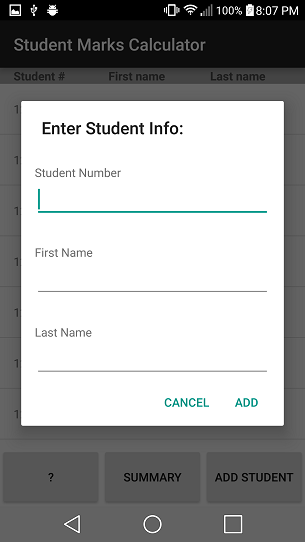 100% 8:07 PM
Student Marks Calculator
Student # First name Last name
Enter Student Info:
Student Number
First Name
Last Name
CANCEL ADD
? SUMMARY ADD STUDENT